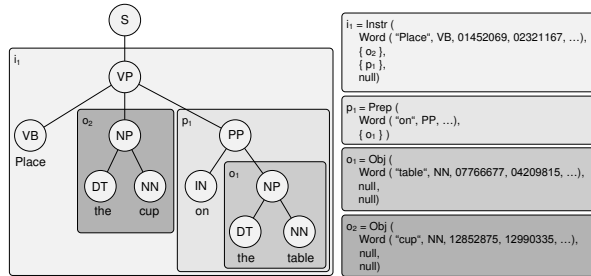 S
i1
VP
VB
Place
o2
NP
DT
NN
the
cup
p1
PP
IN
on
o1
NP
DT
NN
the
table
i1 = Instr (
Word ( "Place", VB, 01452069, 02321167, ...),
{ o2 },
{ p1 },
null)
p1 = Prep (
Word ( "on", PP, ...),
{ o1 } )
o1 = Obj (
Word ( "table", NN, 07766677, 04209815, ...),
null,
null)
o2 = Obj (
Word ( "cup", NN, 12852875, 12990335, ...),
null,
null)